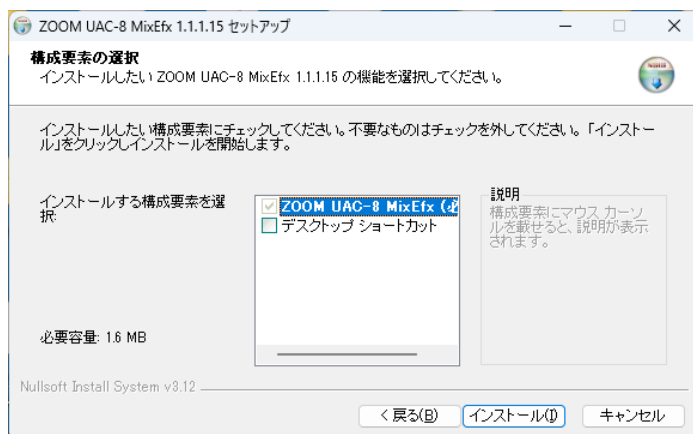 ZOOM UAC-8 MixEfx 1.1.1.15 セットアップ
構成要素の選択
インストールしたい ZOOM UAC-8 MixEfx 1.1.1.15 の機能を選択してください。
インストールしたい構成要素にチェックしてください。不要なものはチェックを外してください。「インストー
ル」をクリックしインストールを開始します。
インストールする構成要素を選
択:
ZOOM UAC-8 MixEfx (必
デスクトップ ショートカット
説明
構成要素にマウス カーソ
ルを載せると、説明が表示
されます。
必要容量: 1.6 MB
Nullsoft Install System v3.12
< 戻る(B)
インストール(I)
キャンセル